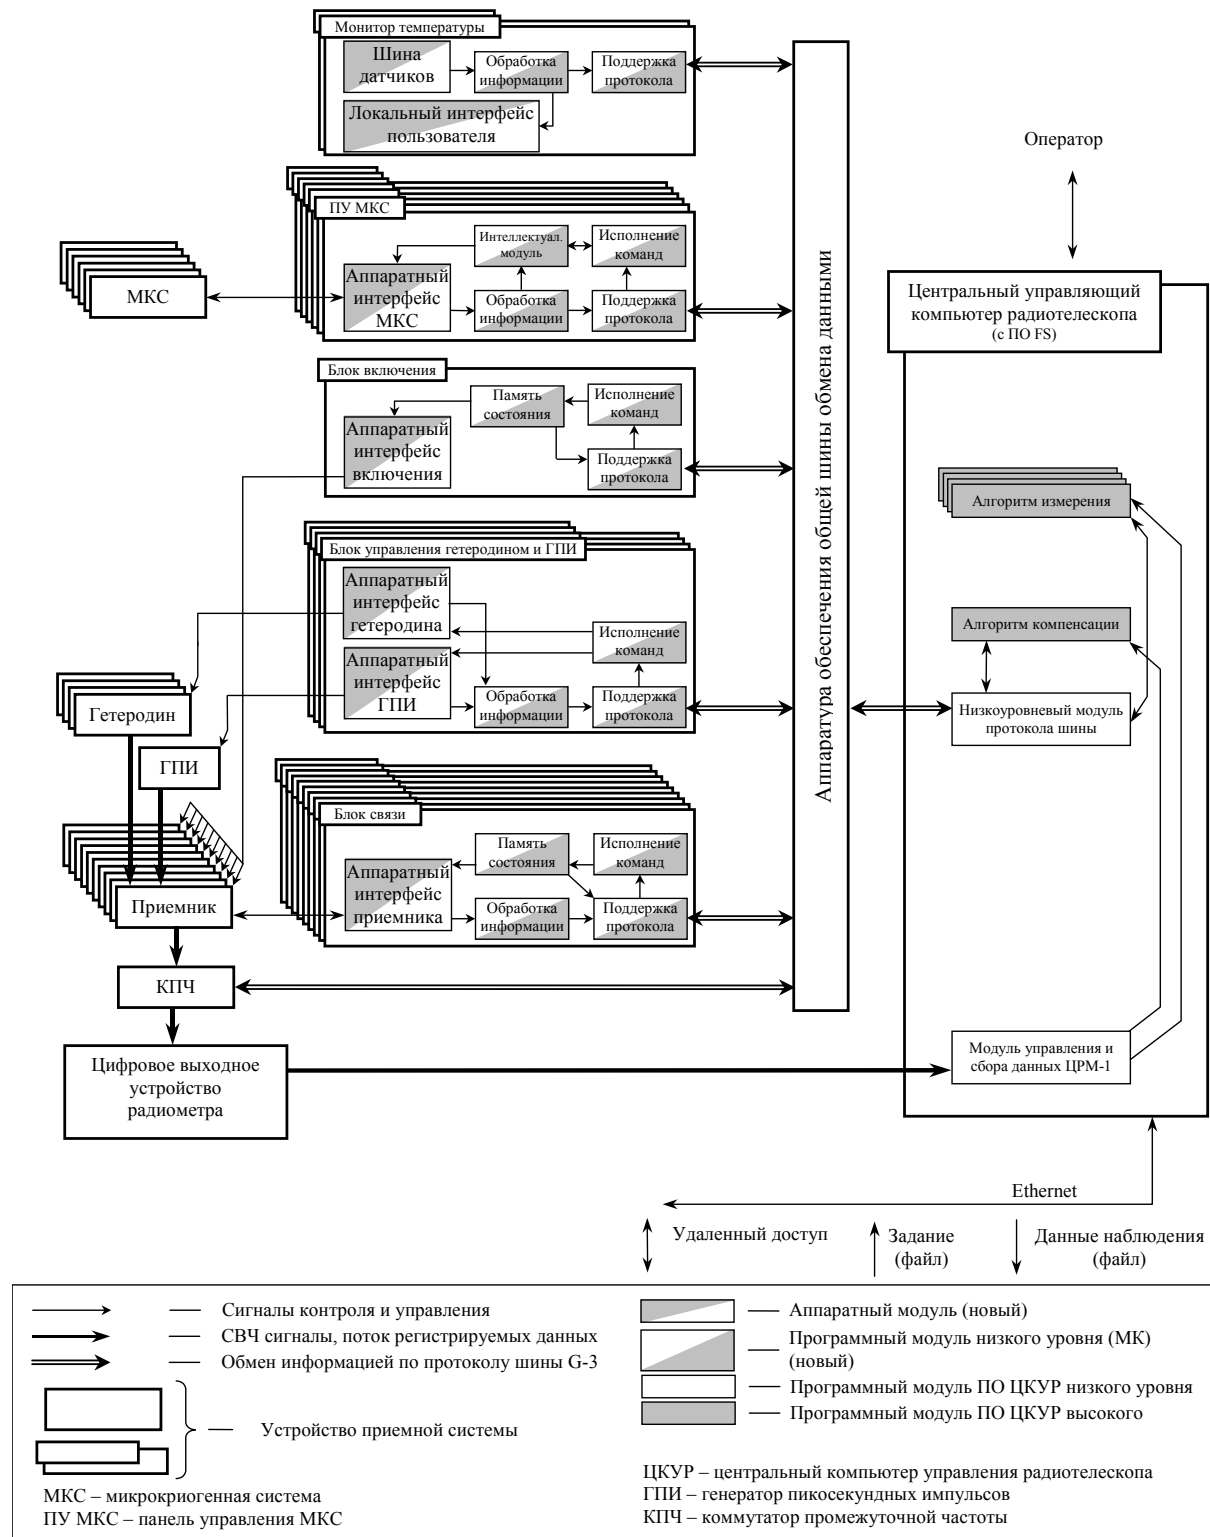 Монитор температуры
Шина
датчиков
Обработка
информации
Поддержка
протокола
Локальный интерфейс
пользователя
ПУ МКС
Интеллектуал.
модуль
Исполнение
команд
Аппаратный
интерфейс
МКС
Обработка
информации
Поддержка
протокола
МКС
Блок включения
Память
состояния
Исполнение
команд
Аппаратный
интерфейс
включения
Поддержка
протокола
Блок управления гетеродином и ГПИ
Аппаратный
интерфейс
гетеродина
Исполнение
команд
Аппаратный
интерфейс
ГПИ
Обработка
информации
Поддержка
протокола
Гетеродин
ГПИ
Блок связи
Память
состояния
Исполнение
команд
Аппаратный
интерфейс
приемника
Обработка
информации
Поддержка
протокола
Приемник
КПЧ
Цифровое выходное
устройство
радиометра
Аппаратура обеспечения общей шины обмена данными
Оператор
Центральный управляющий
компьютер радиотелескопа
(с ПО FS)
Алгоритм измерения
Алгоритм компенсации
Низкоуровневый модуль
протокола шины
Модуль управления и
сбора данных ЦРМ-1
Ethernet
Удаленный доступ
Задание
(файл)
Данные наблюдения
(файл)
— Сигналы контроля и управления
— СВЧ сигналы, поток регистрируемых данных
— Обмен информацией по протоколу шины G-3
— Устройство приемной системы
МКС – микрокриогенная система
ПУ МКС – панель управления МКС
— Аппаратный модуль (новый)
— Программный модуль низкого уровня (МК)
(новый)
— Программный модуль ПО ЦКУР низкого уровня
— Программный модуль ПО ЦКУР высокого
ЦКУР – центральный компьютер управления радиотелескопа
ГПИ – генератор пикосекундных импульсов
КПЧ – коммутатор промежуточной частоты